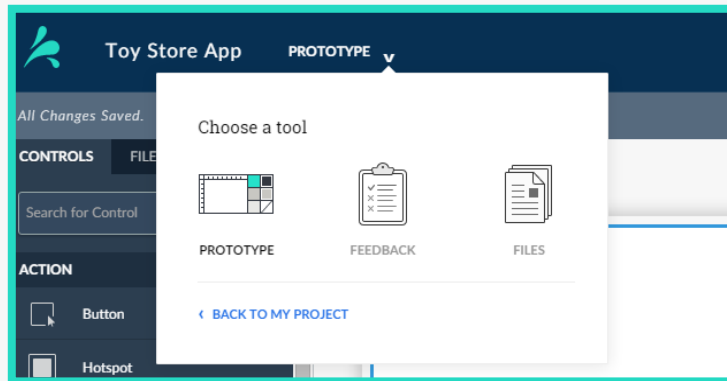 Toy Store App PROTOTYPE
All Changes Saved.
CONTROLS
Search for Control
ACTION
Button
Hotspot
Choose a tool
PROTOTYPE FEEDBACK FILES
‹ BACK TO MY PROJECT